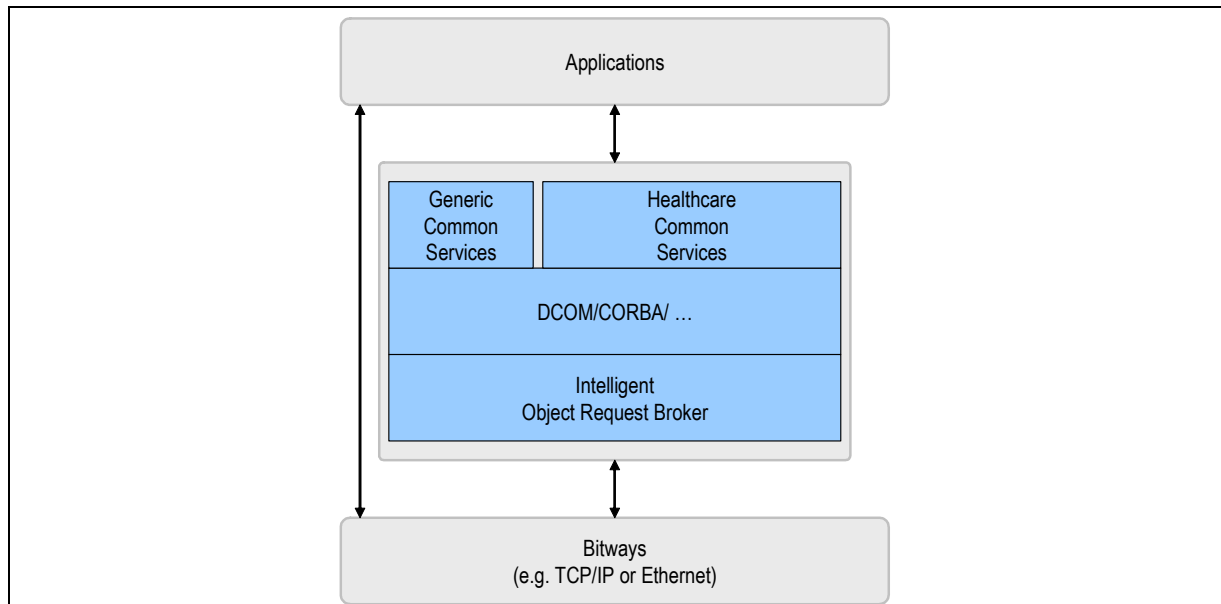 Applications
Generic
Common
Services
Healthcare
Common
Services
DCOM/CORBA/ …
Intelligent
Object Request Broker
Bitways
(e.g. TCP/IP or Ethernet)